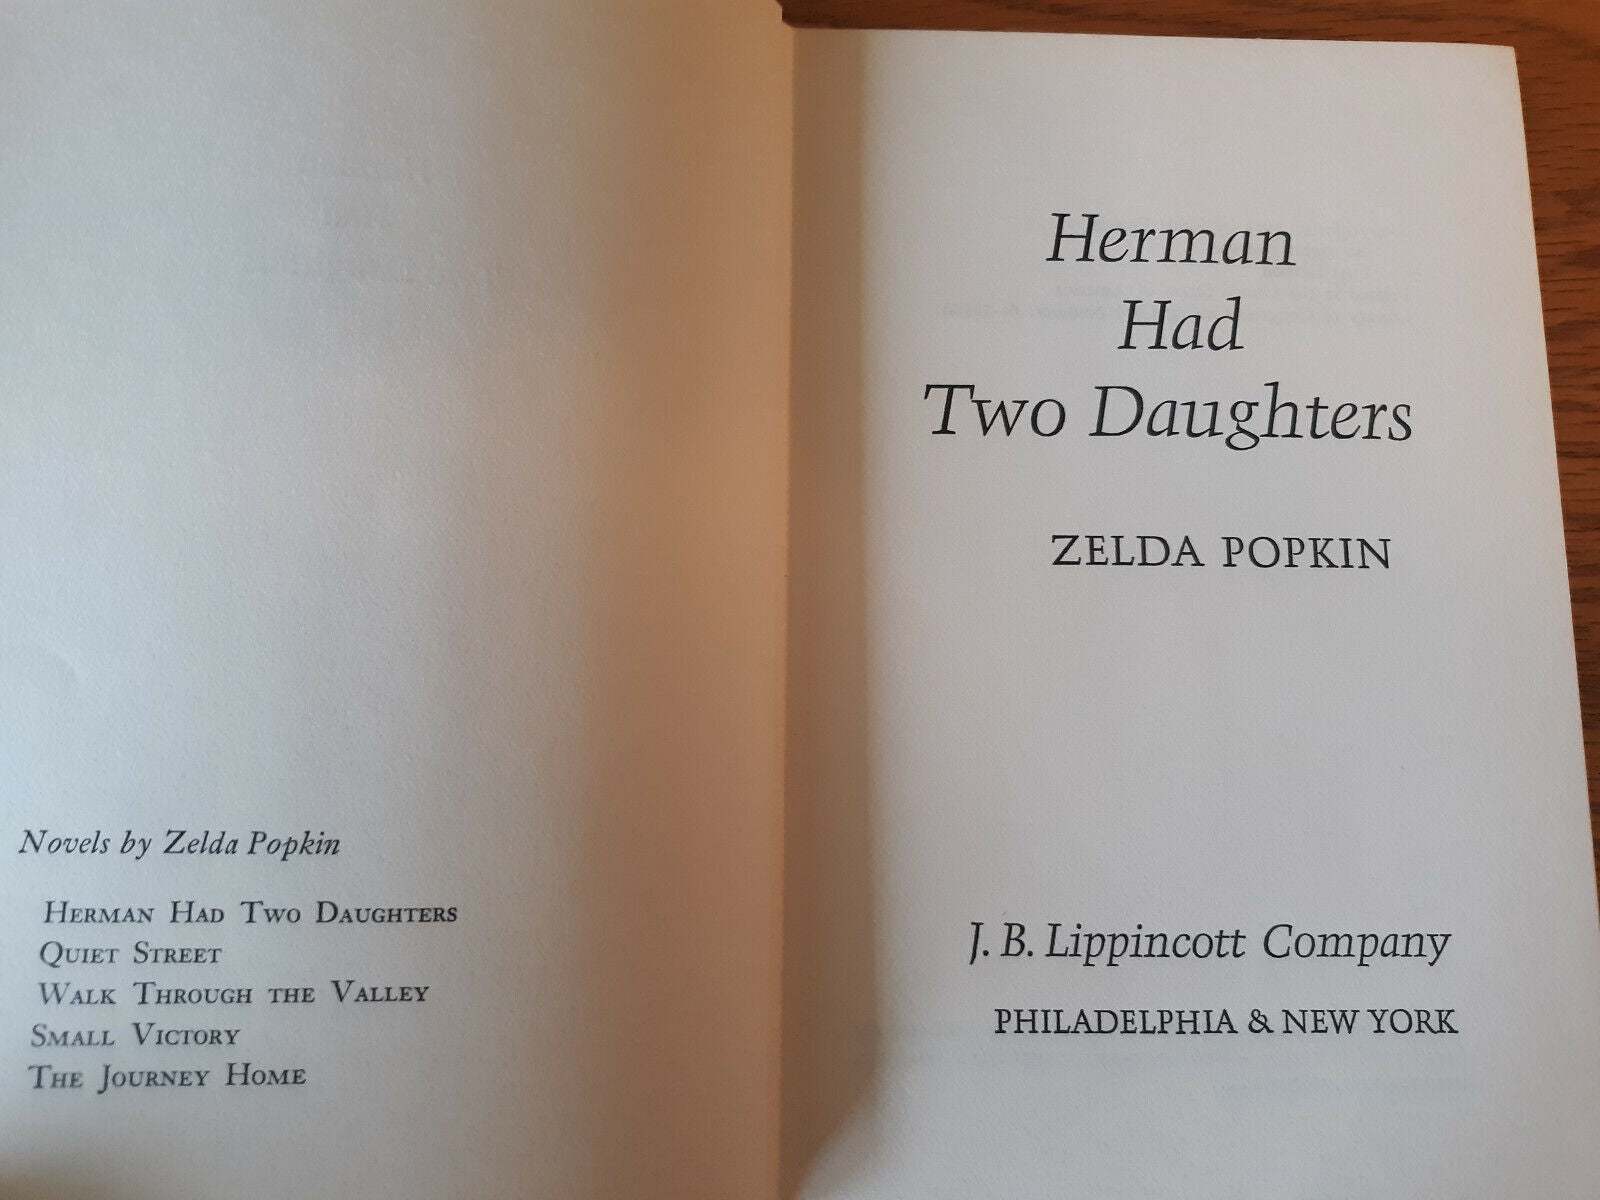 Novels by Zelda Popkin
HERMAN HAD TWO DAUGHTERS
QUIET STREET
WALK THROUGH THE VALLEY
SMALL VICTORY
THE JOURNEY HOME
Herman
Had
Two Daughters
ZELDA POPKIN
J. B. Lippincott Company
PHILADELPHIA & NEW YORK